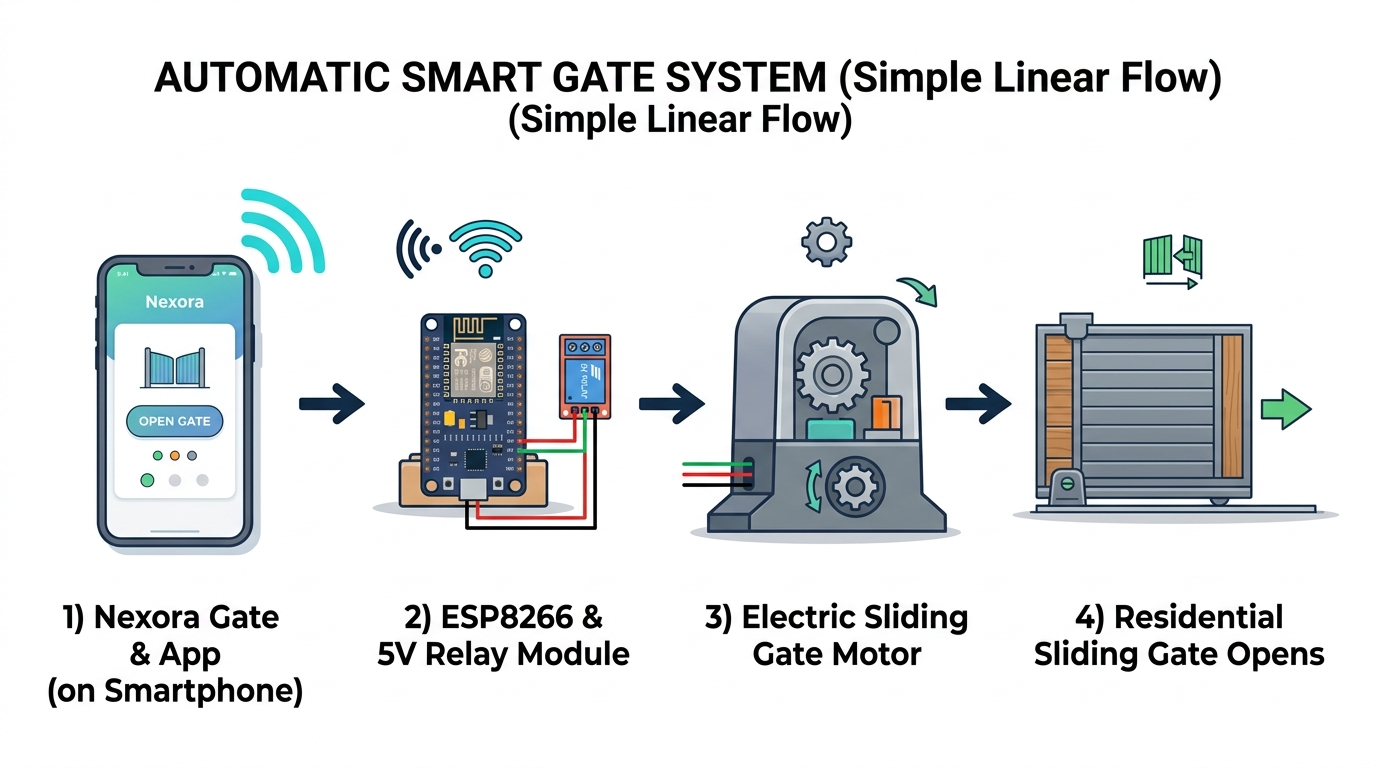 AUTOMATIC SMART GATE SYSTEM (Simple Linear Flow)
(Simple Linear Flow)
Nexora
OPEN GATE
1) Nexora Gate
& App
(on Smartphone)
2) ESP8266 &
5V Relay Module
3) Electric Sliding
Gate Motor
4) Residential
Sliding Gate Opens